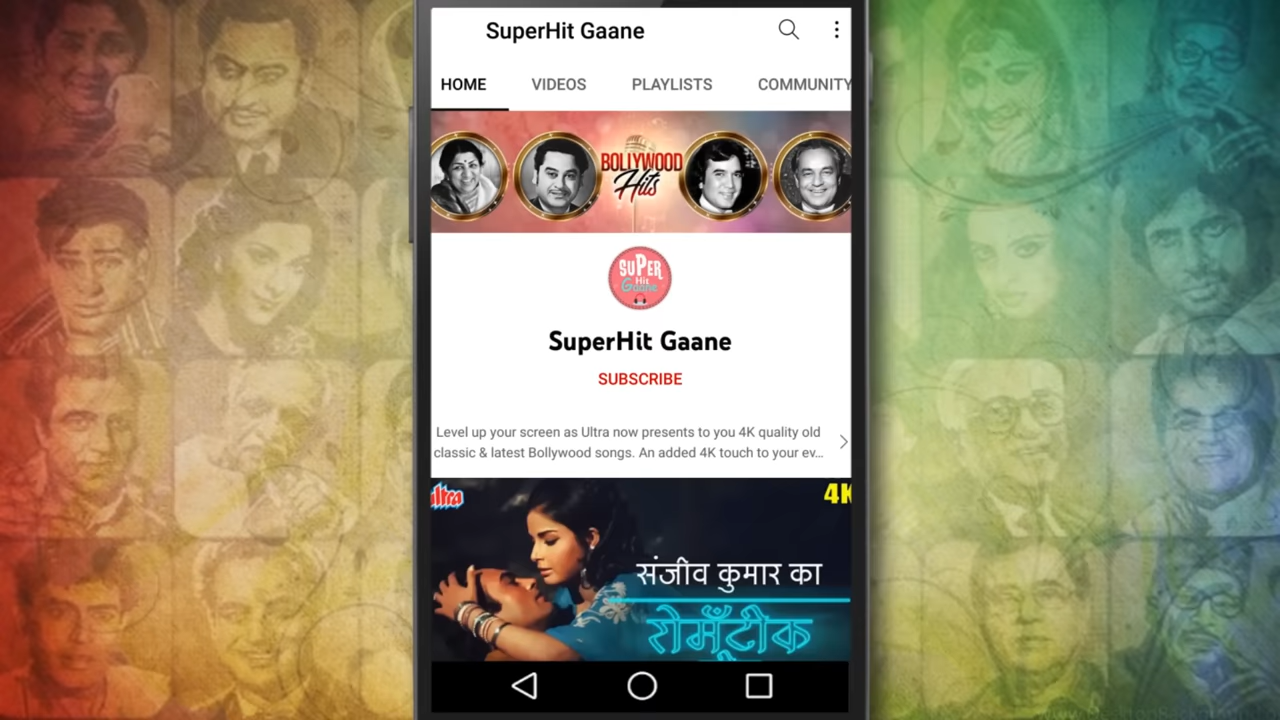 SuperHit Gaane
HOME VIDEOS PLAYLISTS COMMUNITY
BOLLYWOOD
Hits
SUPER
Hit
Gaane
SuperHit Gaane
SUBSCRIBE
Level up your screen as Ultra now presents to you 4K quality old
classic & latest Bollywood songs. An added 4K touch to your ev...
ultra
4K
संजीव कुमार का
रोमँटीक